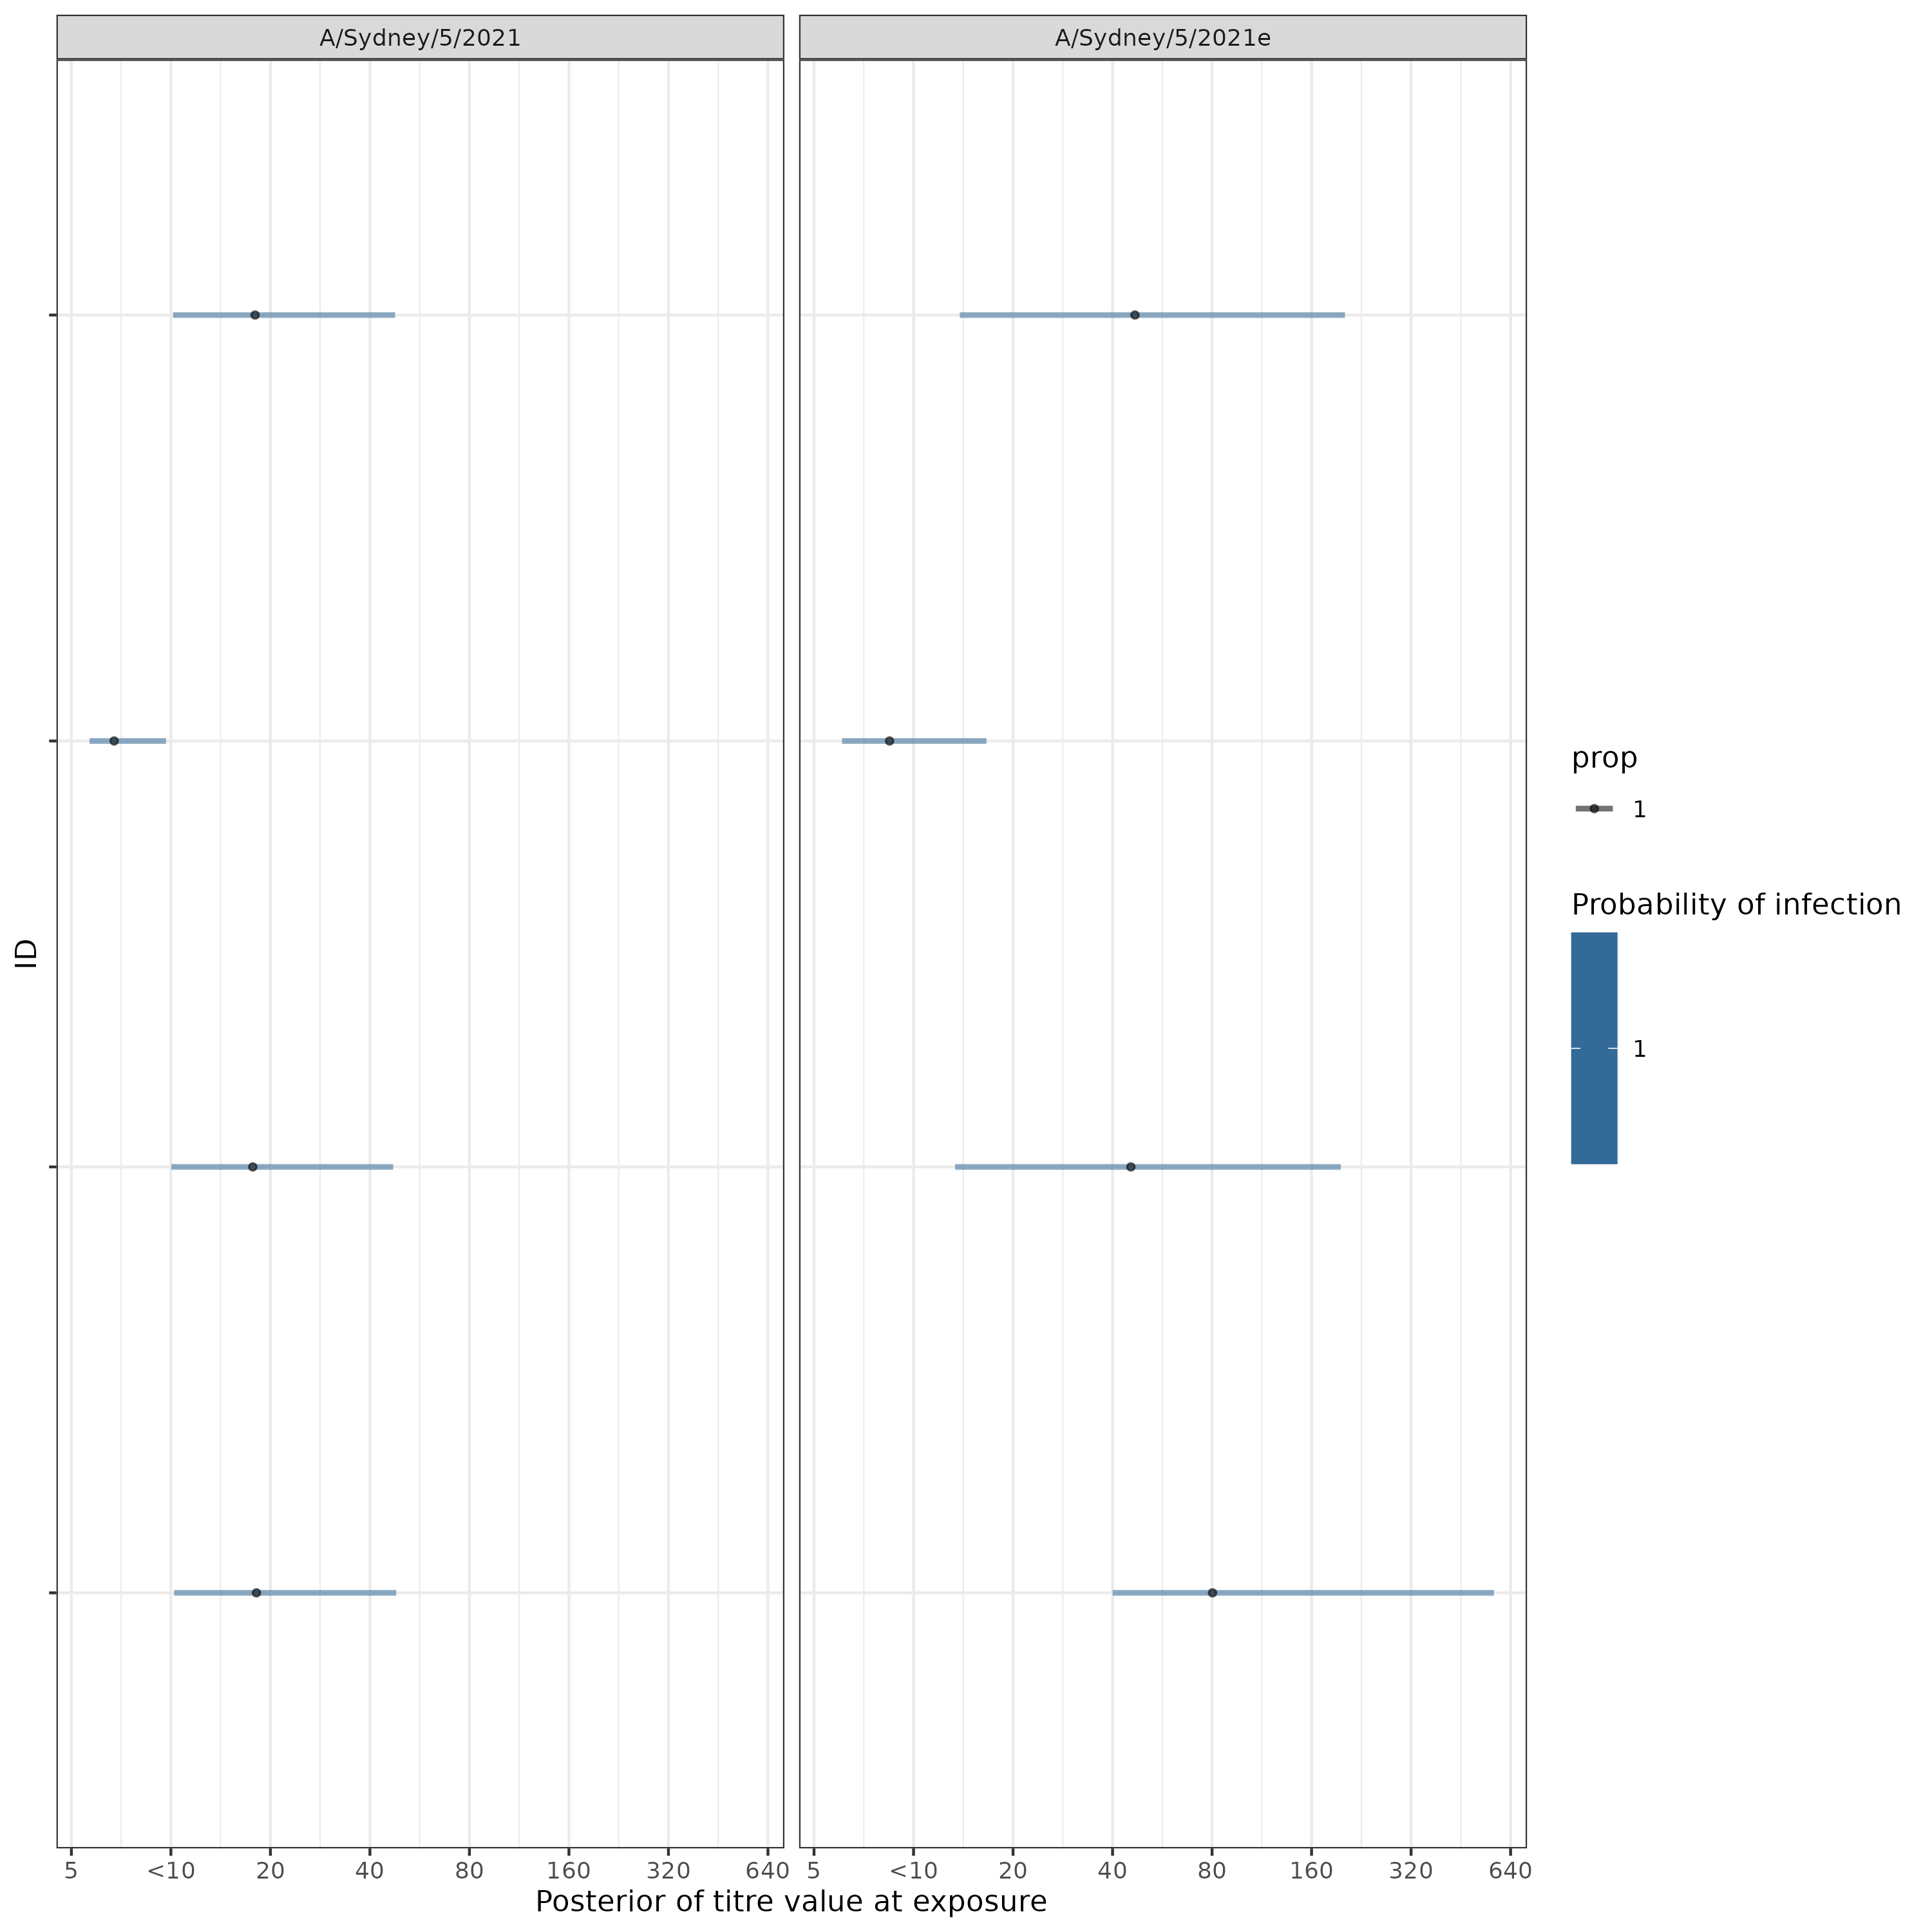 A/Sydney/5/2021 A/Sydney/5/2021e
ID
prop
1
Probability of infection
1
5 <10 20 40 80 160 320 640 5 <10 20 40 80 160 320 640
Posterior of titre value at exposure